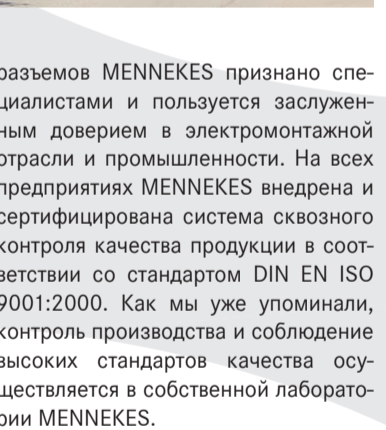 разъемов MENNEKES признано спе-
циалистами и пользуется заслужен-
ным доверием в электромонтажной
отрасли и промышленности. На всех
предприятиях MENNEKES внедрена и
сертифицирована система сквозного
контроля качества продукции в соот-
ветствии со стандартом DIN EN ISO
9001:2000. Как мы уже упоминали,
контроль производства и соблюдение
высоких стандартов качества осу-
ществляется в собственной лаборато-
рии MENNEKES.